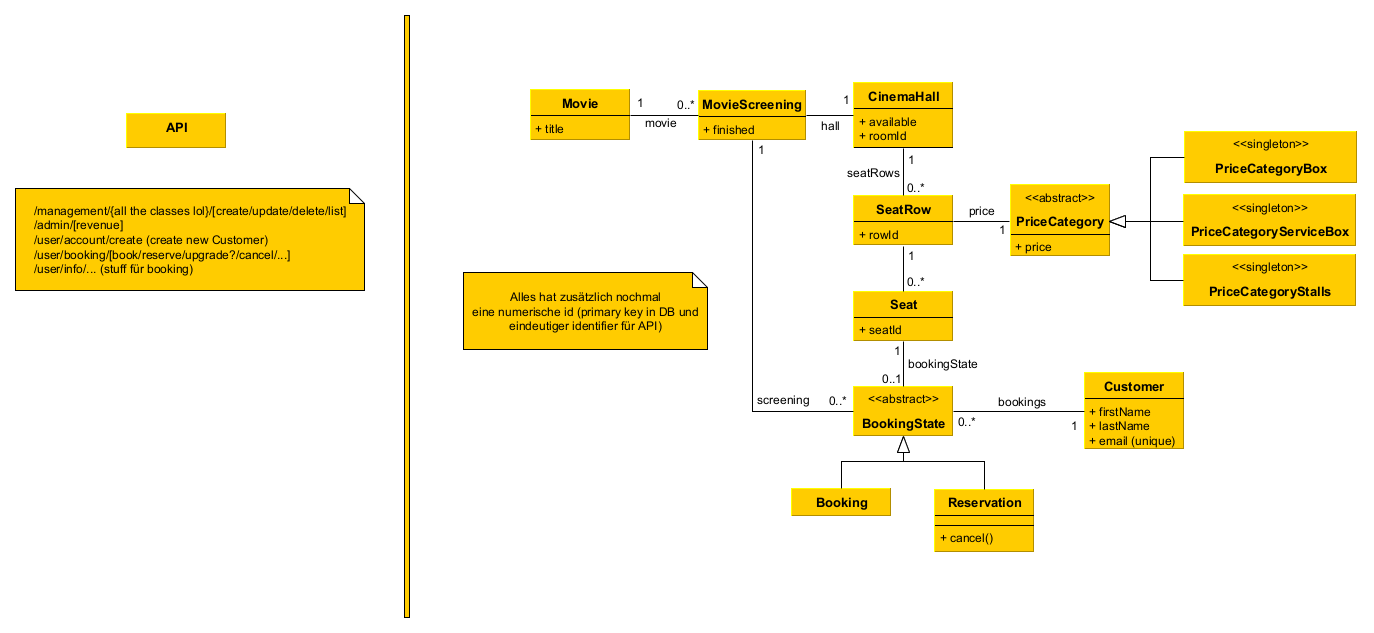 API
/management/{all the classes lol}/[create/update/delete/list]
/admin/[revenue]
/user/account/create (create new Customer)
/user/booking/[book/reserve/upgrade?/cancel/...]
/user/info/... (stuff für booking)
Alles hat zusätzlich nochmal
eine numerische id (primary key in DB und
eindeutiger identifier für API)
Movie
+ title
1
0..*
movie
MovieScreening
+ finished
1
hall
1
CinemaHall
+ available
+ roomId
1
seatRows
0..*
SeatRow
+ rowId
price
1
<<abstract>>
PriceCategory
+ price
<<singleton>>
PriceCategoryBox
<<singleton>>
PriceCategoryServiceBox
<<singleton>>
PriceCategoryStalls
1
0..*
Seat
+ seatId
1
bookingState
0..1
screening
0..*
<<abstract>>
BookingState
bookings
0..*
1
Customer
+ firstName
+ lastName
+ email (unique)
Booking
Reservation
+ cancel()